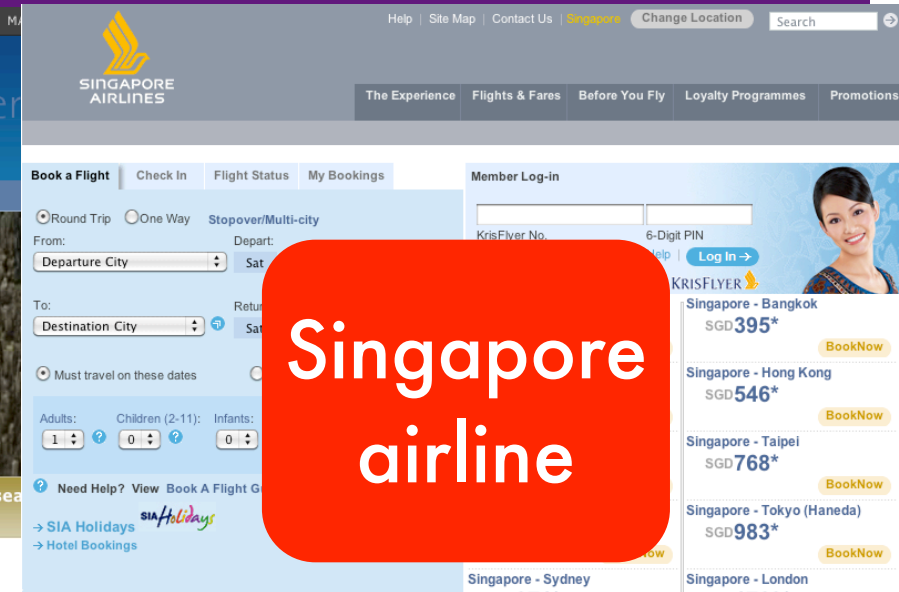 Help | Site Map | Contact Us | Singapore Change Location Search
SINGAPORE
AIRLINES
The Experience Flights & Fares Before You Fly Loyalty Programmes Promotions
Book a Flight Check In Flight Status My Bookings
Member Log-in
Round Trip One Way Stopover/Multi-city
KrisFlyer No. 6-Digit PIN
From: Depart:
Departure City Sat
Log In
KRISFLYER
To:
Destination City
Singapore - Bangkok
SGD395*
BookNow
Must travel on these dates
Singapore - Hong Kong
SGD546*
BookNow
Adults: Children (2-11): Infants:
1 0 0
Singapore - Taipei
SGD768*
BookNow
Need Help? View Book A Flight
SIA Holidays SIA Holidays
Hotel Bookings
Singapore - Tokyo (Haneda)
SGD983*
BookNow
Singapore - Sydney Singapore - London
Singapore
airline